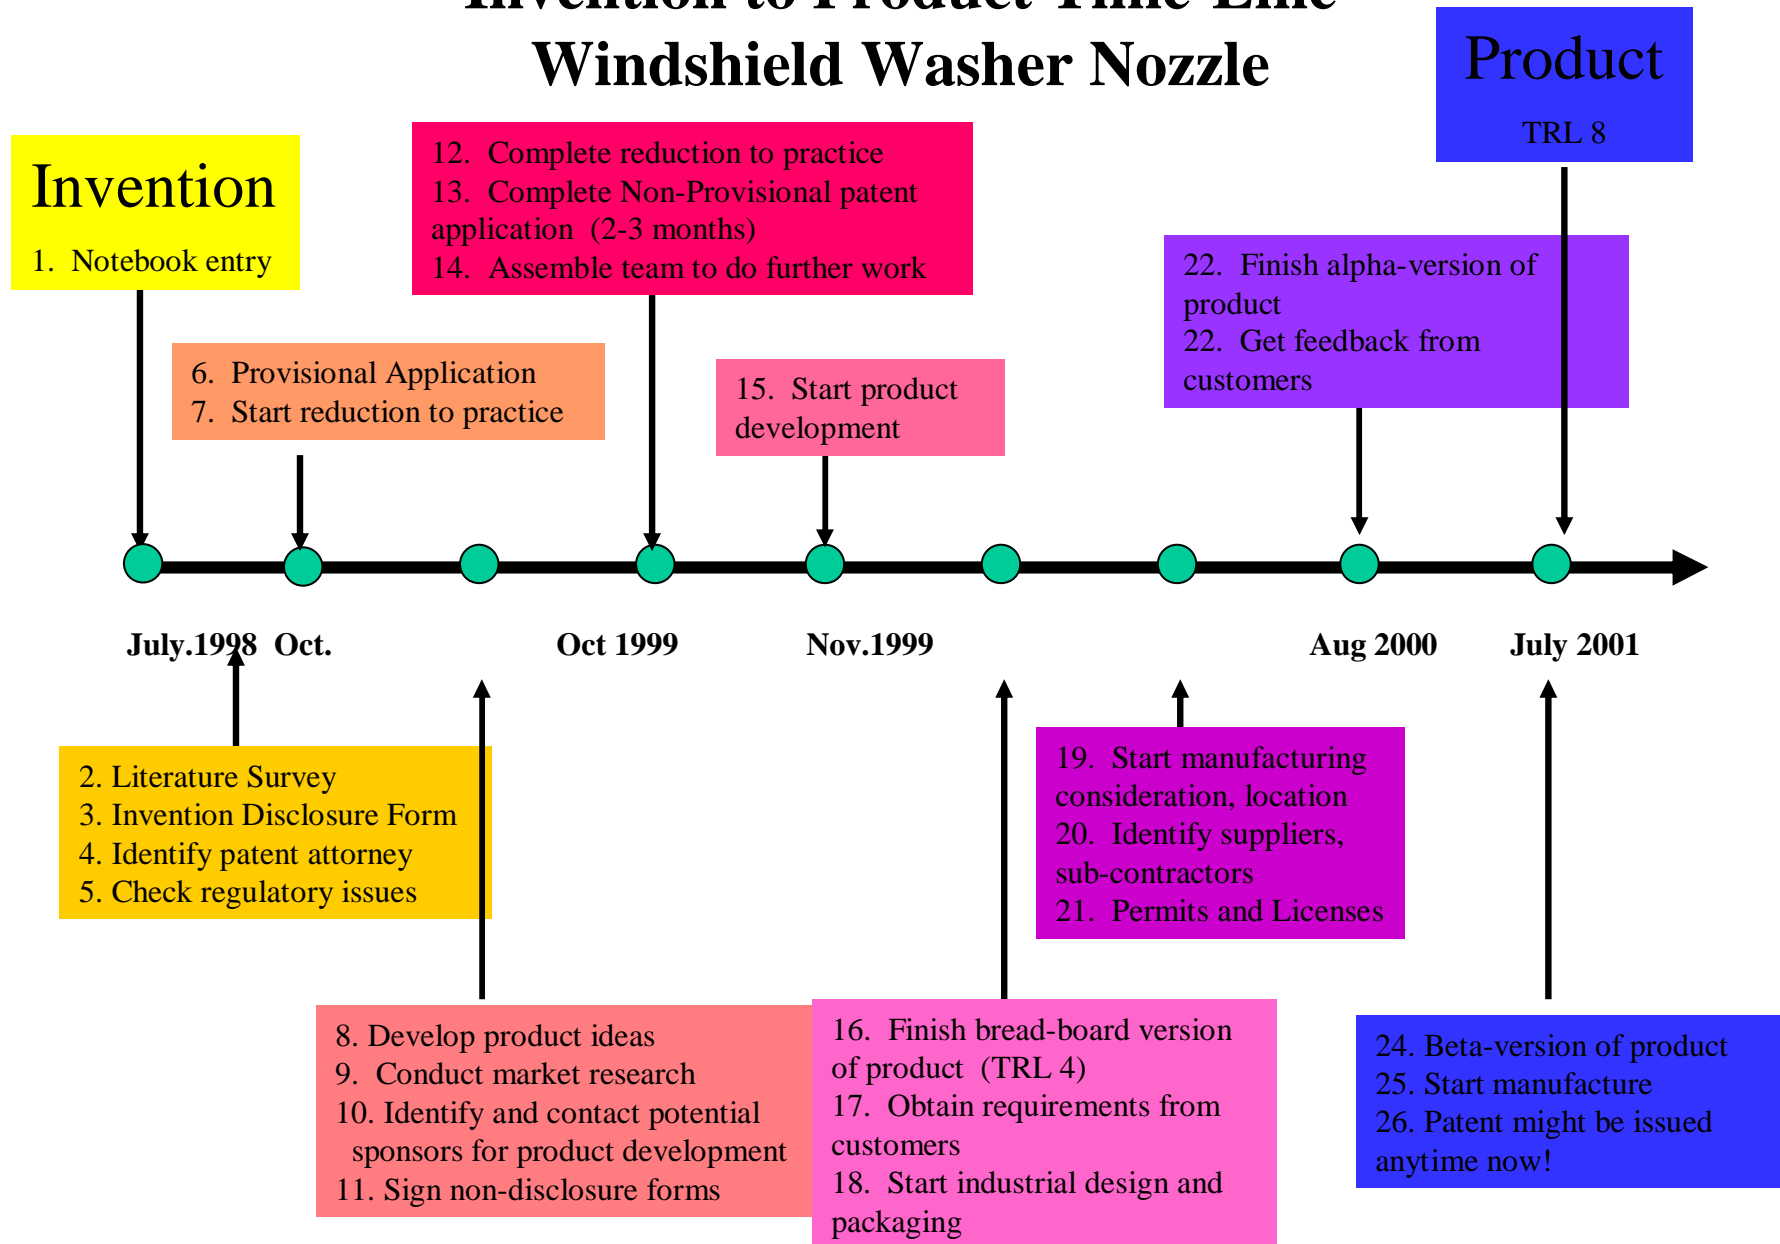 Invention to Product Time-Line
Windshield Washer Nozzle
Product
TRL 8
Invention
1. Notebook entry
12. Complete reduction to practice
13. Complete Non-Provisional patent
application (2-3 months)
14. Assemble team to do further work
22. Finish alpha-version of
product
22. Get feedback from
customers
6. Provisional Application
7. Start reduction to practice
15. Start product
development
July.1998 Oct.
Oct 1999
Nov.1999
Aug 2000
July 2001
2. Literature Survey
3. Invention Disclosure Form
4. Identify patent attorney
5. Check regulatory issues
19. Start manufacturing
consideration, location
20. Identify suppliers,
sub-contractors
21. Permits and Licenses
8. Develop product ideas
9. Conduct market research
10. Identify and contact potential
sponsors for product development
11. Sign non-disclosure forms
16. Finish bread-board version
of product (TRL 4)
17. Obtain requirements from
customers
18. Start industrial design and
packaging
24. Beta-version of product
25. Start manufacture
26. Patent might be issued
anytime now!